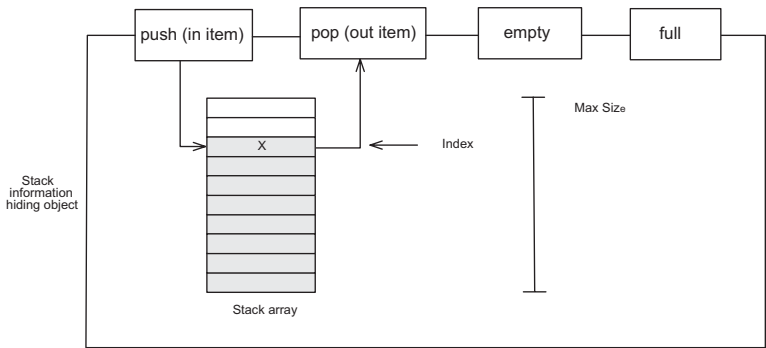 push (in item)
pop (out item)
empty
full
Max Size
X
Index
Stack
information
hiding object
Stack array